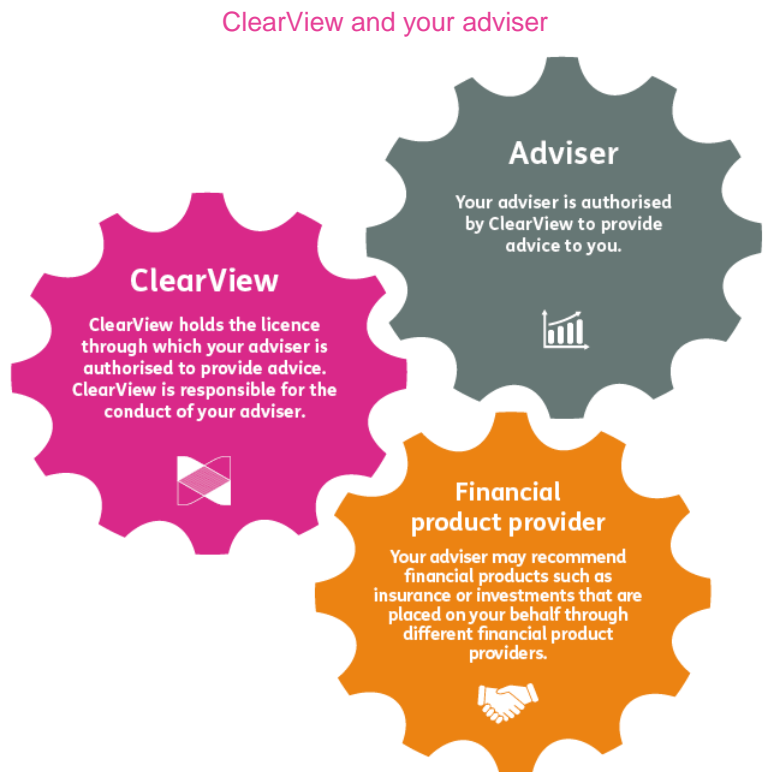 ClearView and your adviser
Adviser
Your adviser is authorised
by ClearView to provide
advice to you.
ClearView
ClearView holds the licence
through which your adviser is
authorised to provide advice.
ClearView is responsible for the
conduct of your adviser.
Financial
product provider
Your adviser may recommend
financial products such as
insurance or investments that are
placed on your behalf through
different financial product
providers.